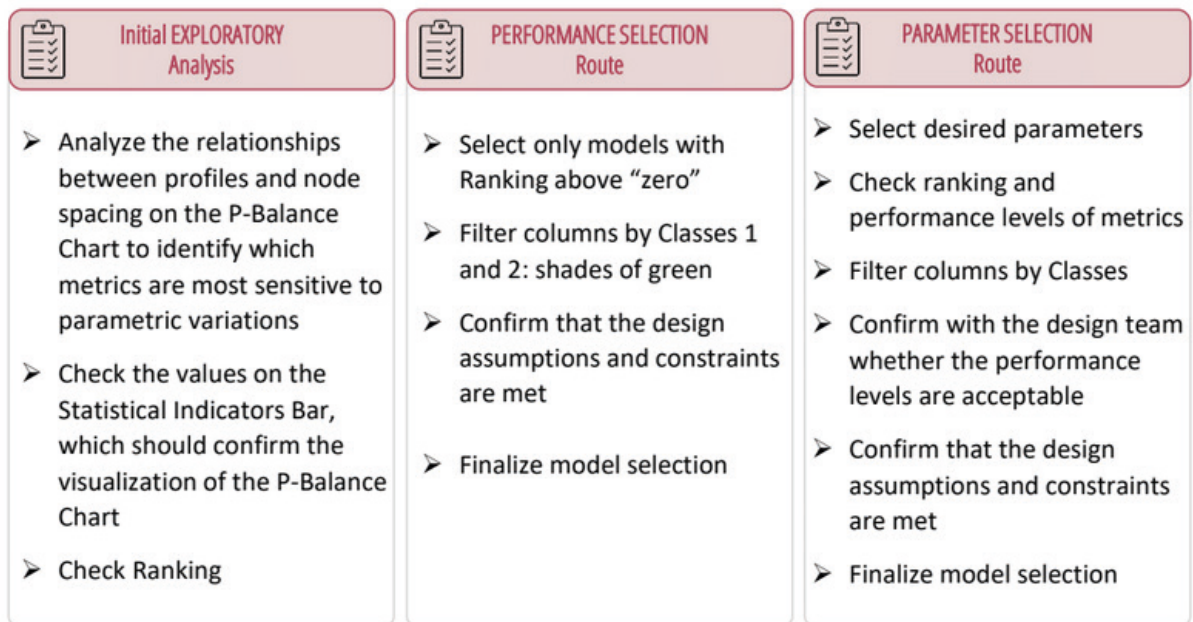 Initial EXPLORATORY
Analysis
➤ Analyze the relationships
between profiles and node
spacing on the P-Balance
Chart to identify which
metrics are most sensitive to
parametric variations
➤ Check the values on the
Statistical Indicators Bar,
which should confirm the
visualization of the P-Balance
Chart
➤ Check Ranking
PERFORMANCE SELECTION
Route
➤ Select only models with
Ranking above “zero”
➤ Filter columns by Classes 1
and 2: shades of green
➤ Confirm that the design
assumptions and constraints
are met
➤ Finalize model selection
PARAMETER SELECTION
Route
➤ Select desired parameters
➤ Check ranking and
performance levels of metrics
➤ Filter columns by Classes
➤ Confirm with the design team
whether the performance
levels are acceptable
➤ Confirm that the design
assumptions and constraints
are met
➤ Finalize model selection